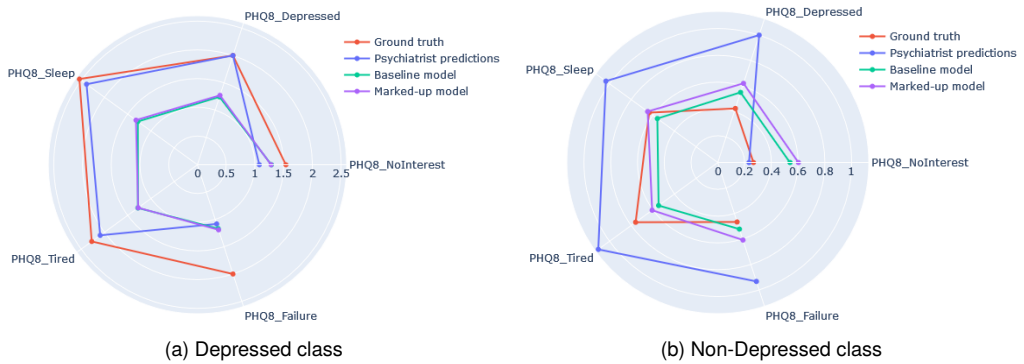 PHQ8_Depressed
Ground truth
Psychiatrist predictions
Baseline model
Marked-up model
PHQ8_Sleep
PHQ8_NoInterest
0 0.5 1 1.5 2 2.5
PHQ8_Tired
PHQ8_Failure
(a) Depressed class
PHQ8_Depressed
Ground truth
Psychiatrist predictions
Baseline model
Marked-up model
PHQ8_Sleep
PHQ8_NoInterest
0 0.2 0.4 0.6 0.8 1
PHQ8_Tired
PHQ8_Failure
(b) Non-Depressed class